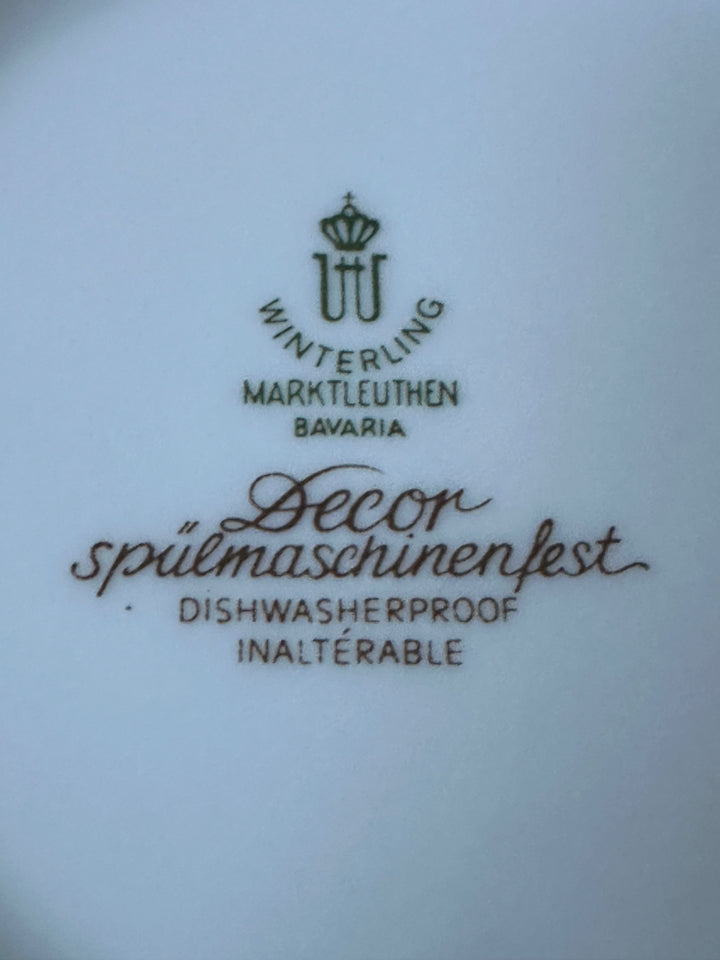 W
WINTERLING
MARKTLEUTHEN
BAVARIA
Decor
spülmaschinenfest
DISHWASHERPROOF
INALTÉRABLE